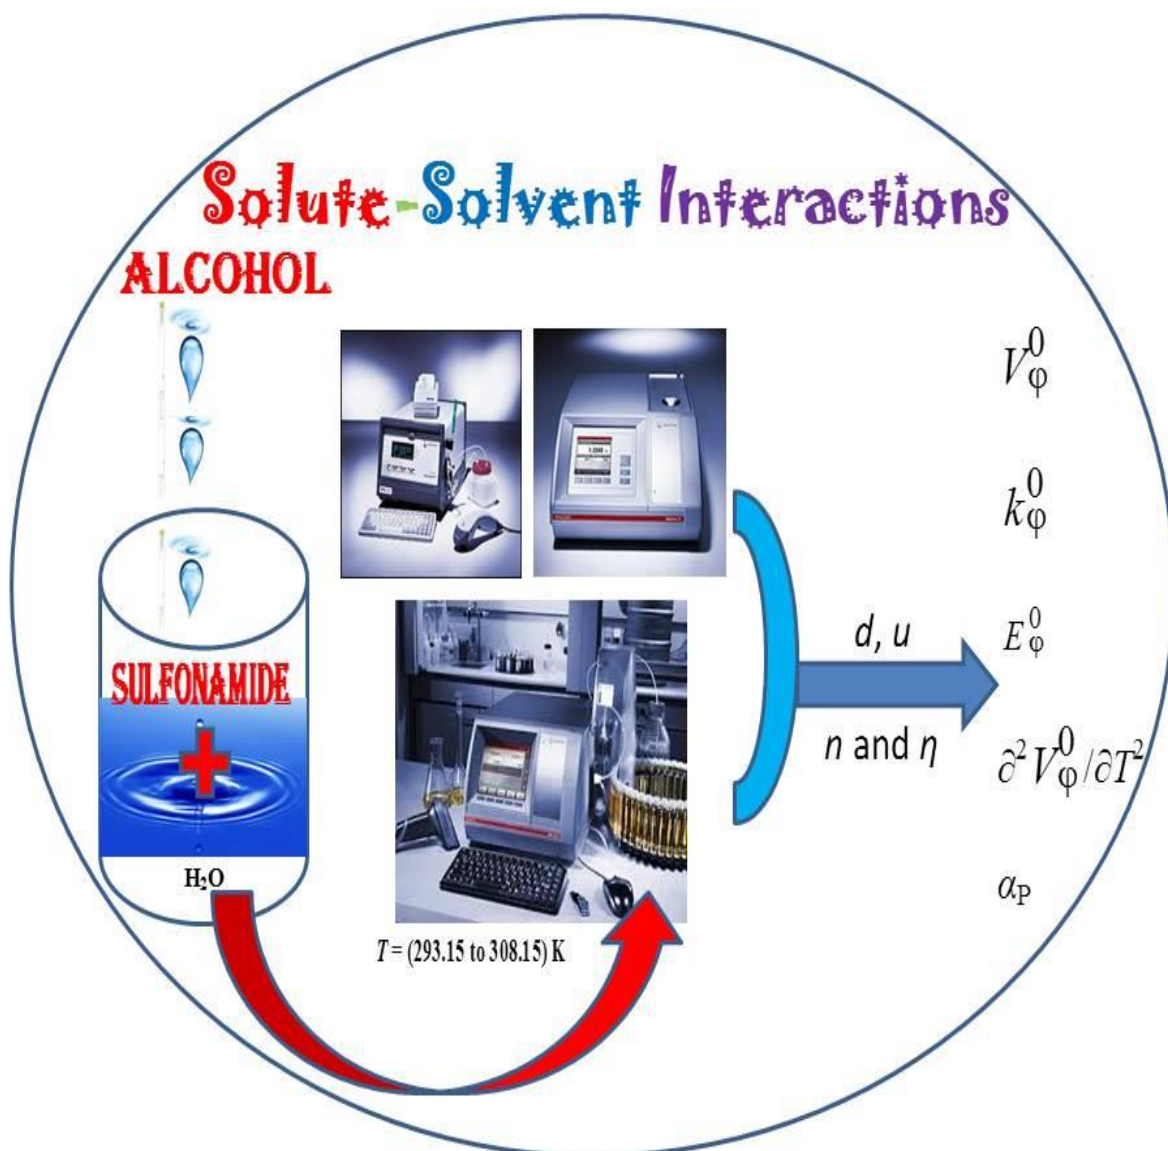 Solute-Solvent Interactions
ALCOHOL
SULFONAMIDE
H₂O
T = (293.15 to 308.15) K
d, u
n and η
V⁰φ
k⁰φ
E⁰φ
∂²V⁰φ/∂T²
αP